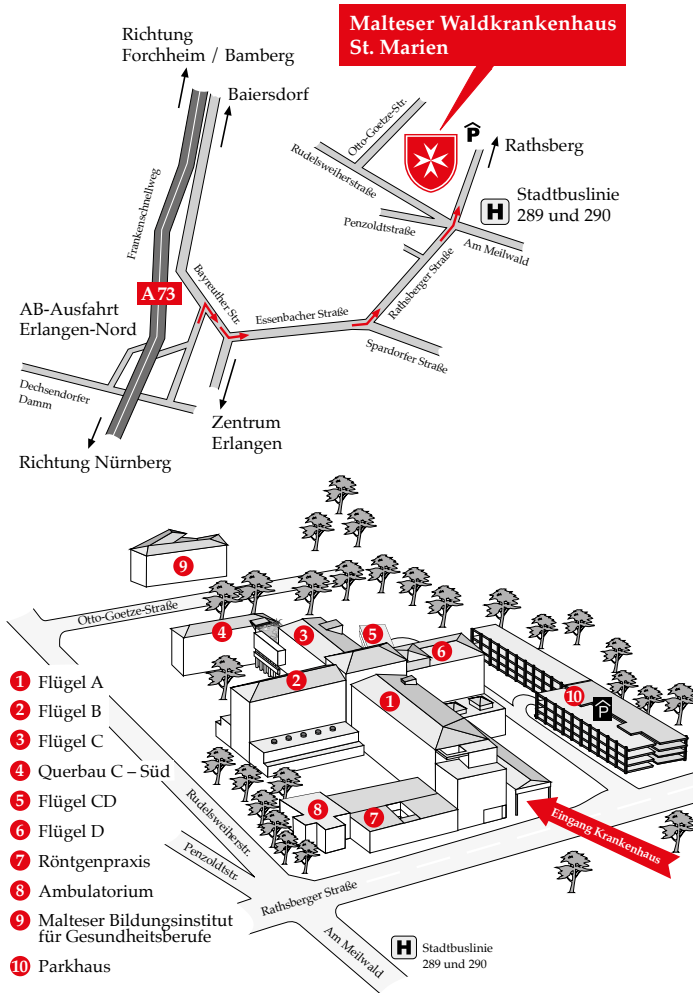 Malteser Waldkrankenhaus
St. Marien
Richtung
Forchheim / Bamberg
Baiersdorf
Otto-Goetze-Str.
P
Rathsberg
Rudelsweiherstraße
Frankenschnellweg
H
Stadtbuslinie
289 und 290
Penzoldtstraße
Am Meilwald
Bayreuther Str.
Rathsberger Straße
A 73
AB-Ausfahrt
Erlangen-Nord
Essenbacher Straße
Spardorfer Straße
Dechsendorfer
Damm
Zentrum
Erlangen
Richtung Nürnberg
9
Otto-Goetze-Straße
4
3
5
6
2
1
10
P
8
7
1 Flügel A
2 Flügel B
3 Flügel C
4 Querbau C – Süd
5 Flügel CD
6 Flügel D
7 Röntgenpraxis
8 Ambulatorium
9 Malteser Bildungsinstitut
für Gesundheitsberufe
10 Parkhaus
Eingang Krankenhaus
Rudelsweiherstr.
Penzoldtstr.
Rathsberger Straße
Am Meilwald
H
Stadtbuslinie
289 und 290